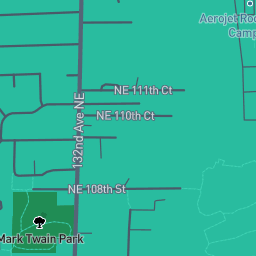 Aerojet Ro
Camp
NE 111th Ct
NE 110th Ct
132nd Ave NE
NE 108th St
Mark Twain Park